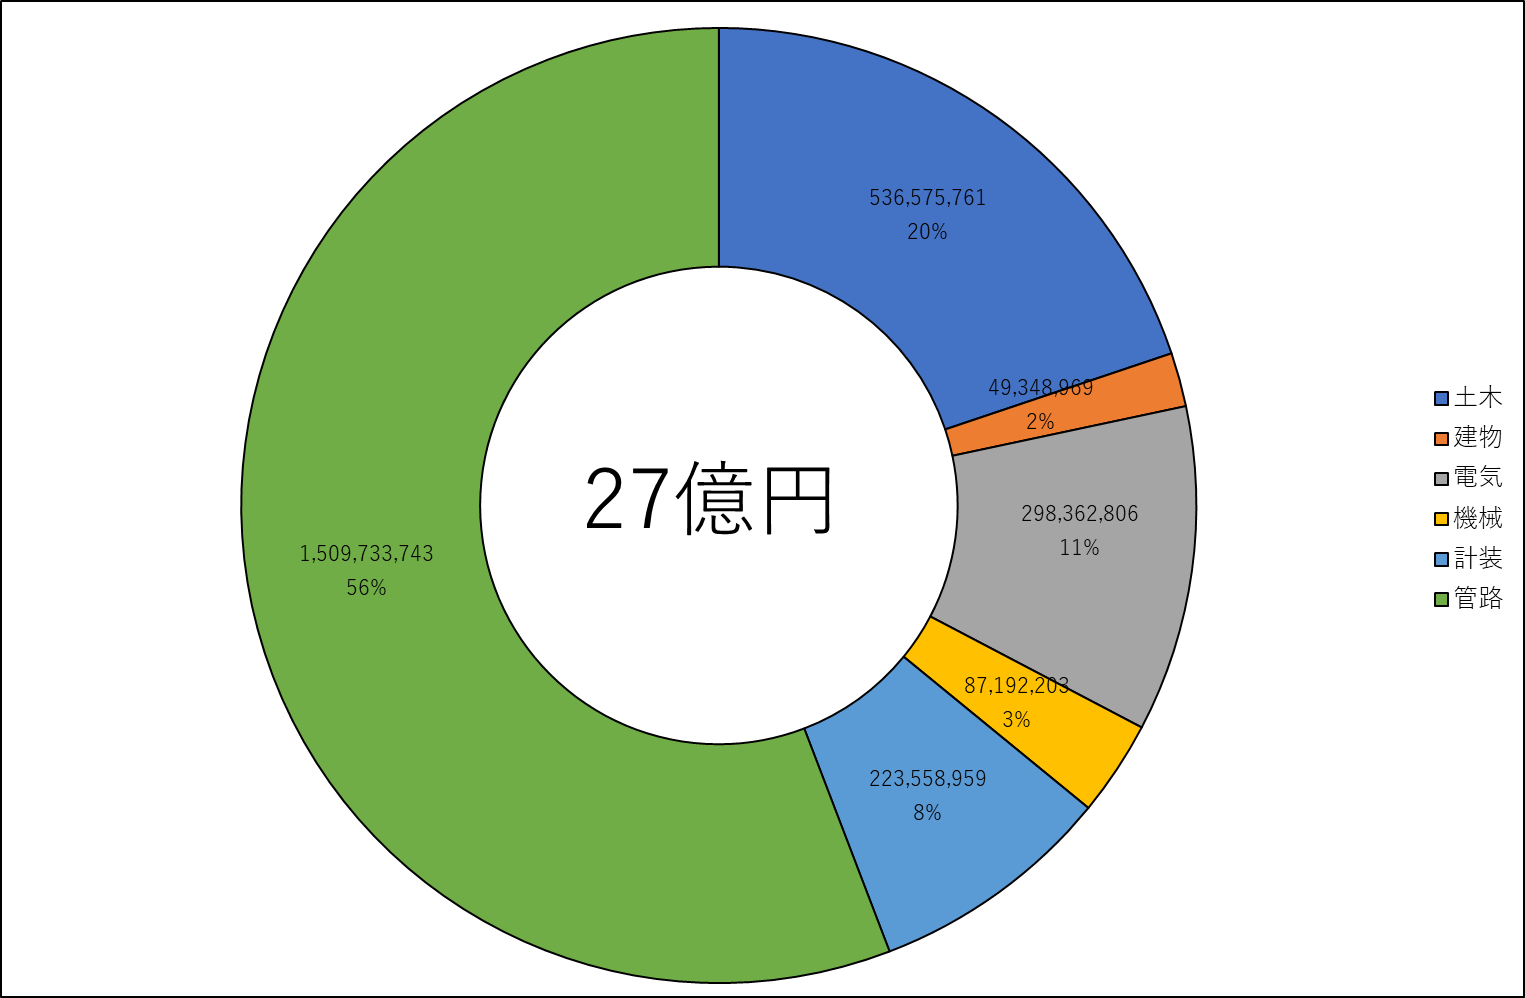 536,575,761
20%
49,348,969
2%
298,362,806
11%
87,192,203
3%
223,558,959
8%
1,509,733,743
56%
27億円
土木
建物
電気
機械
計装
管路